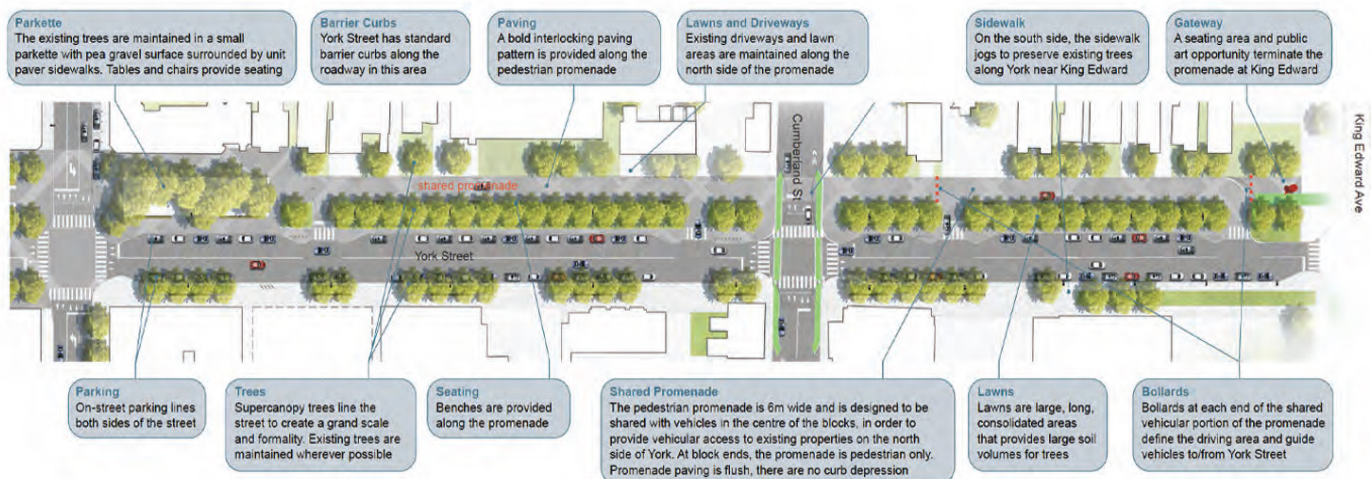 Parkette
The existing trees are maintained in a small
parkette with pea gravel surface surrounded by unit
paver sidewalks. Tables and chairs provide seating
Barrier Curbs
York Street has standard
barrier curbs along the
roadway in this area
Paving
A bold interlocking paving
pattern is provided along the
pedestrian promenade
Lawns and Driveways
Existing driveways and lawn
areas are maintained along the
north side of the promenade
Sidewalk
On the south side, the sidewalk
jogs to preserve existing trees
along York near King Edward
Gateway
A seating area and public
art opportunity terminate the
promenade at King Edward
Cumberland St.
King Edward Ave
shared promenade
York Street
Parking
On-street parking lines
both sides of the street
Trees
Supercanopy trees line the
street to create a grand scale
and formality. Existing trees are
maintained wherever possible
Seating
Benches are provided
along the promenade
Shared Promenade
The pedestrian promenade is 6m wide and is designed to be
shared with vehicles in the centre of the blocks, in order to
provide vehicular access to existing properties on the north
side of York. At block ends, the promenade is pedestrian only.
Promenade paving is flush, there are no curb depression
Lawns
Lawns are large, long,
consolidated areas
that provides large soil
volumes for trees
Bollards
Bollards at each end of the shared
vehicular portion of the promenade
define the driving area and guide
vehicles to/from York Street